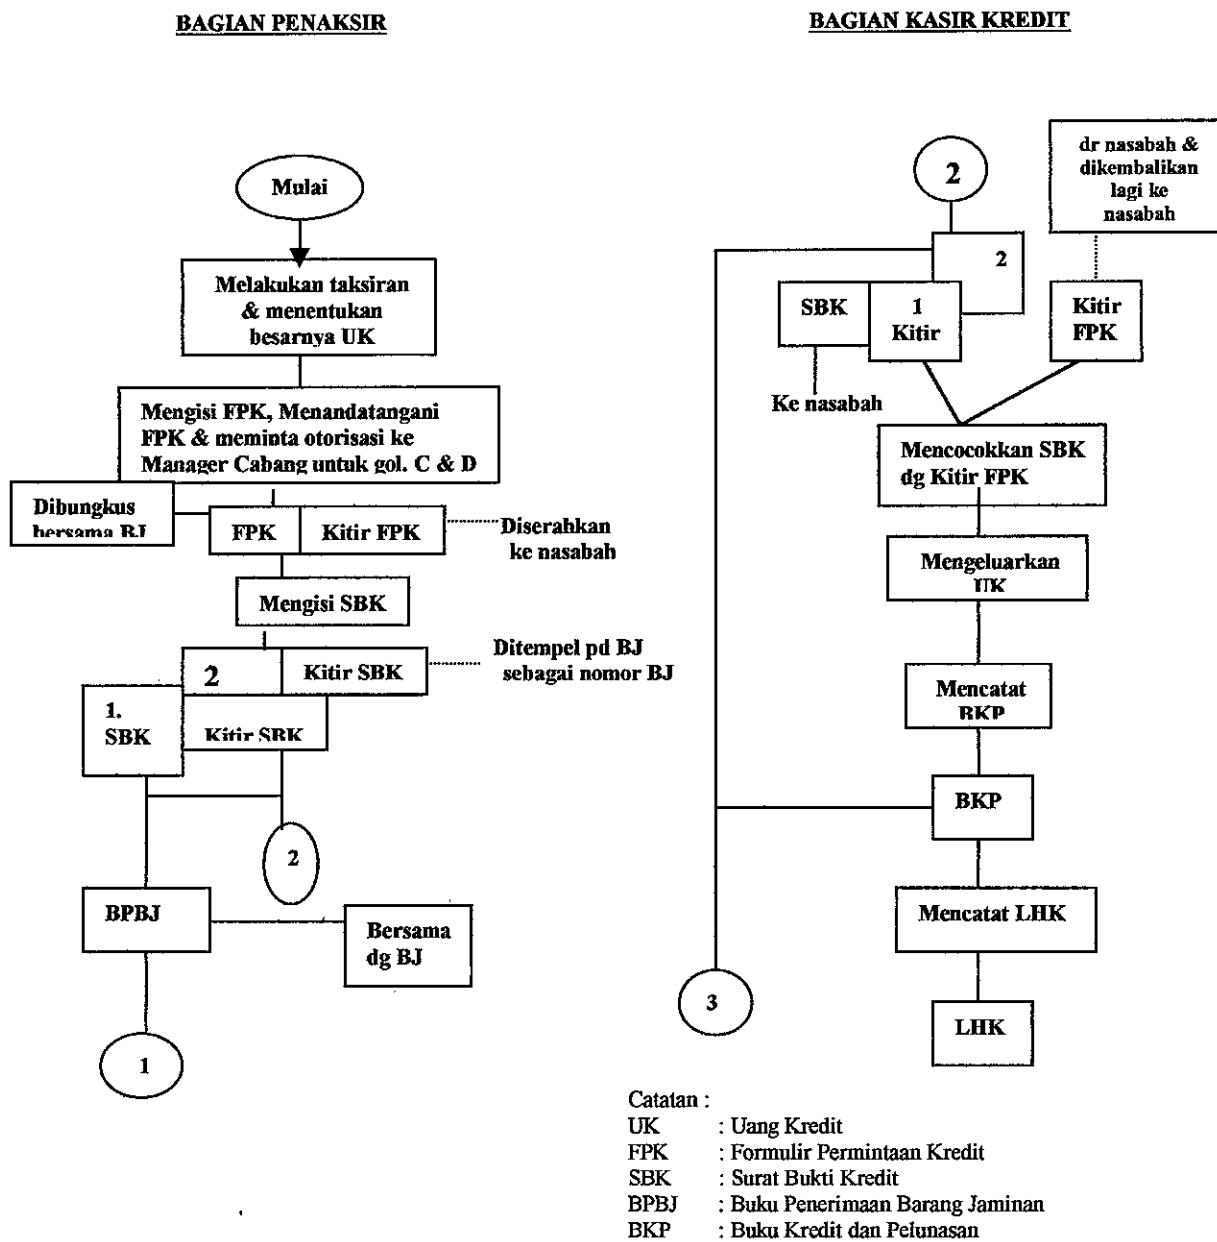 BAGIAN PENAKSIR
Mulai
Melakukan taksiran
& menentukan
besarnya UK
Mengisi FPK, Menandatangani
FPK & meminta otorisasi ke
Manager Cabang untuk gol. C & D
Dibungkus
bersama BJ
FPK
Kitir FPK
Diserahkan
ke nasabah
Mengisi SBK
2
Kitir SBK
Ditempel pd BJ
sebagai nomor BJ
1.
SBK
Kitir SBK
2
BPBJ
Bersama
dg BJ
1
BAGIAN KASIR KREDIT
2
dr nasabah &
dikembalikan
lagi ke
nasabah
2
SBK
1
Kitir
Kitir
FPK
Ke nasabah
Mencocokkan SBK
dg Kitir FPK
Mengeluarkan
UK
Mencatat
BKP
BKP
Mencatat LHK
3
LHK
Catatan :
UK : Uang Kredit
FPK : Formulir Permintaan Kredit
SBK : Surat Bukti Kredit
BPBJ : Buku Penerimaan Barang Jaminan
BKP : Buku Kredit dan Pelunasan